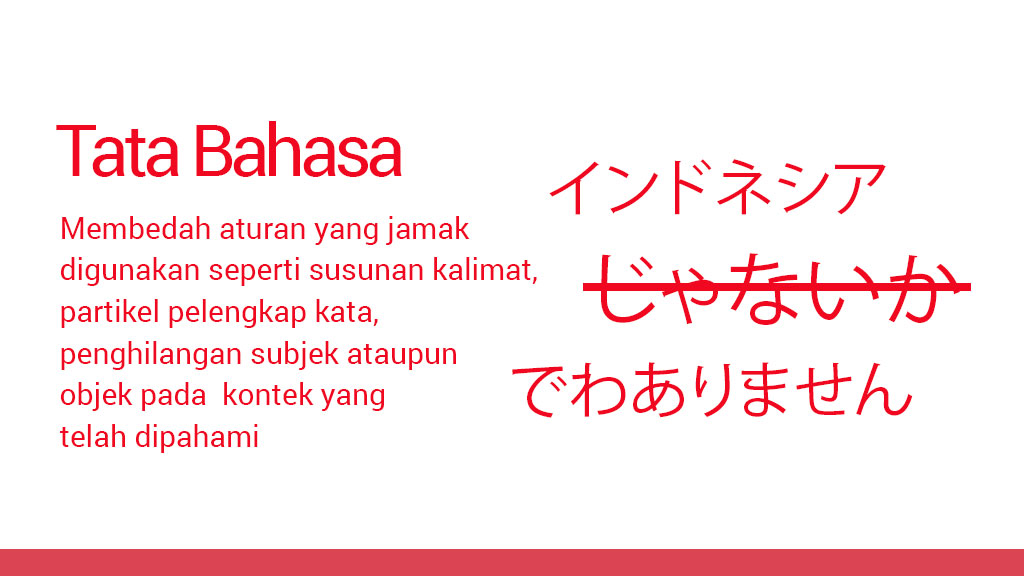 Tata Bahasa
Membedah aturan yang jamak
digunakan seperti susunan kalimat,
partikel pelengkap kata,
penghilangan subjek ataupun
objek pada  kontek yang
telah dipahami
インドネシア
じゃないか
でわありません